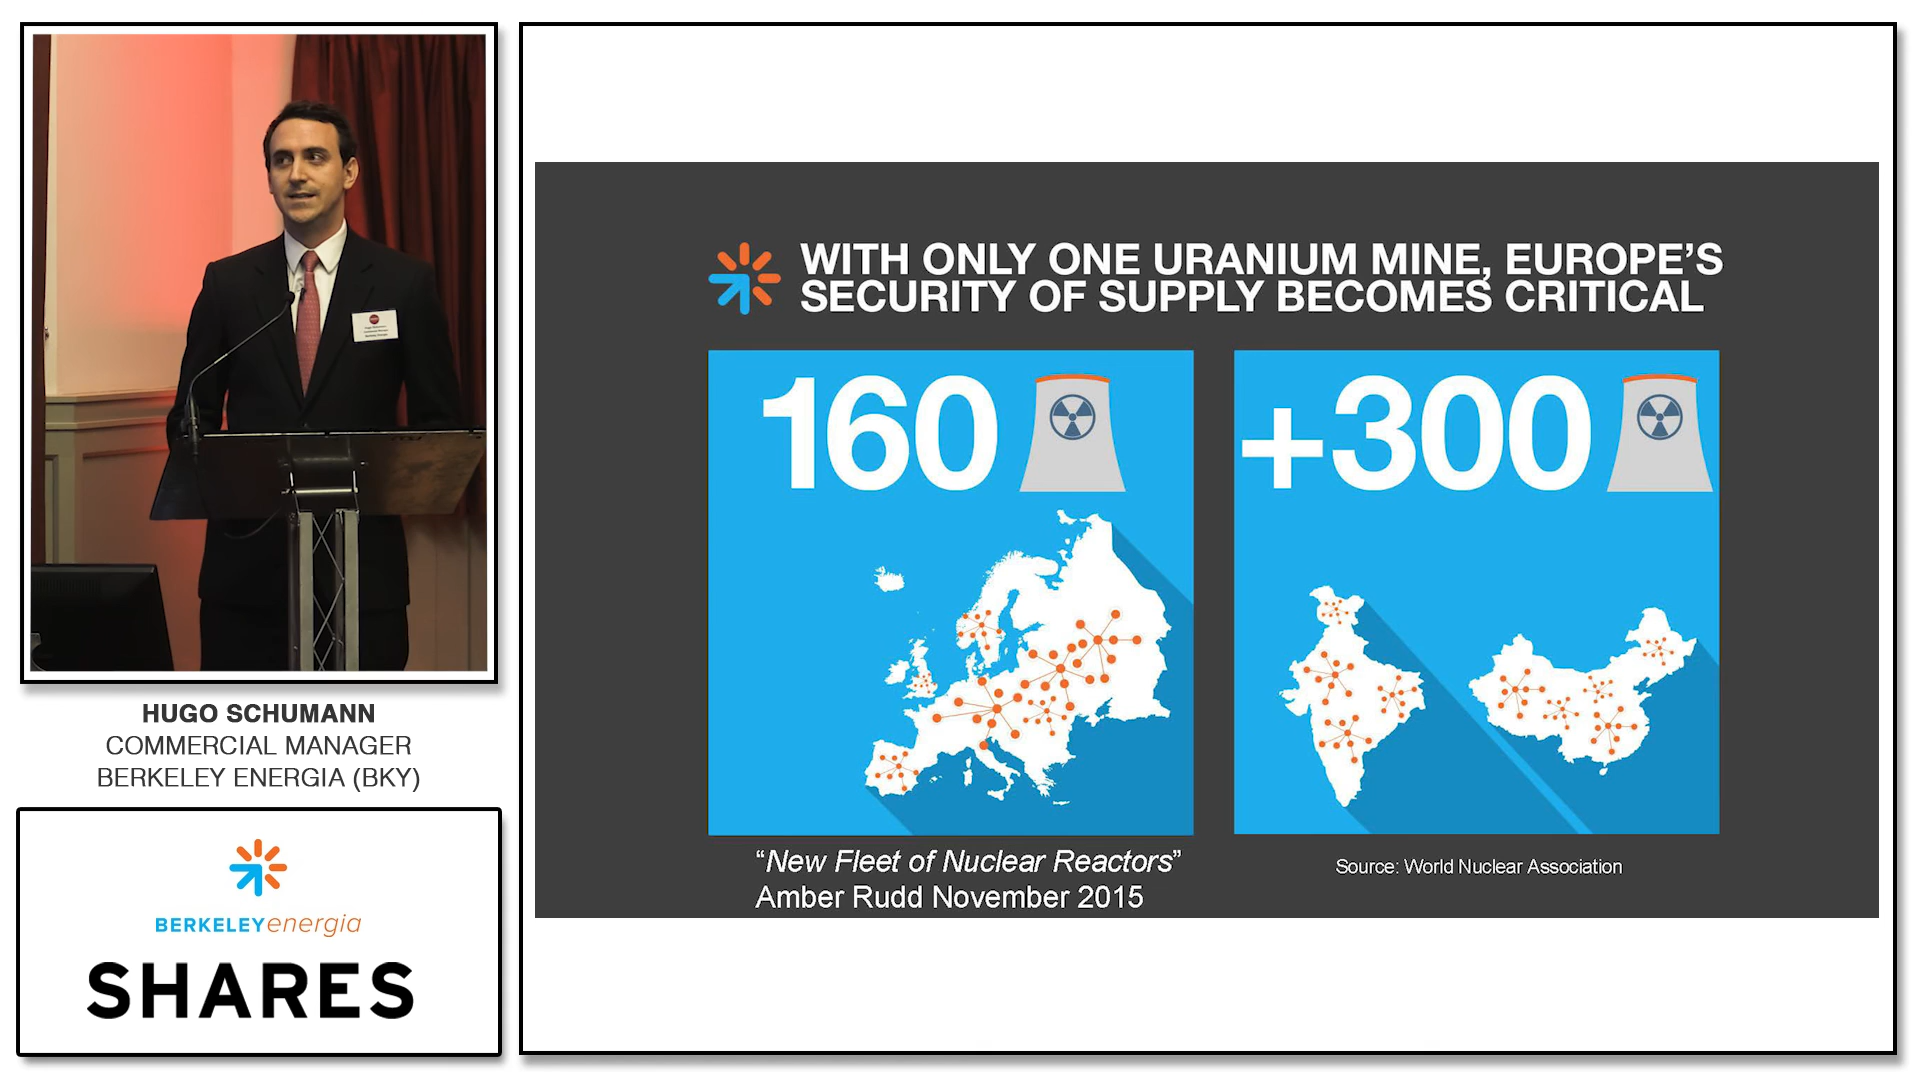 HUGO SCHUMANN
COMMERCIAL MANAGER
BERKELEY ENERGIA (BKY)
BERKELEYenergia
SHARES
WITH ONLY ONE URANIUM MINE, EUROPE’S
SECURITY OF SUPPLY BECOMES CRITICAL
160
+300
“New Fleet of Nuclear Reactors”
Amber Rudd November 2015
Source: World Nuclear Association